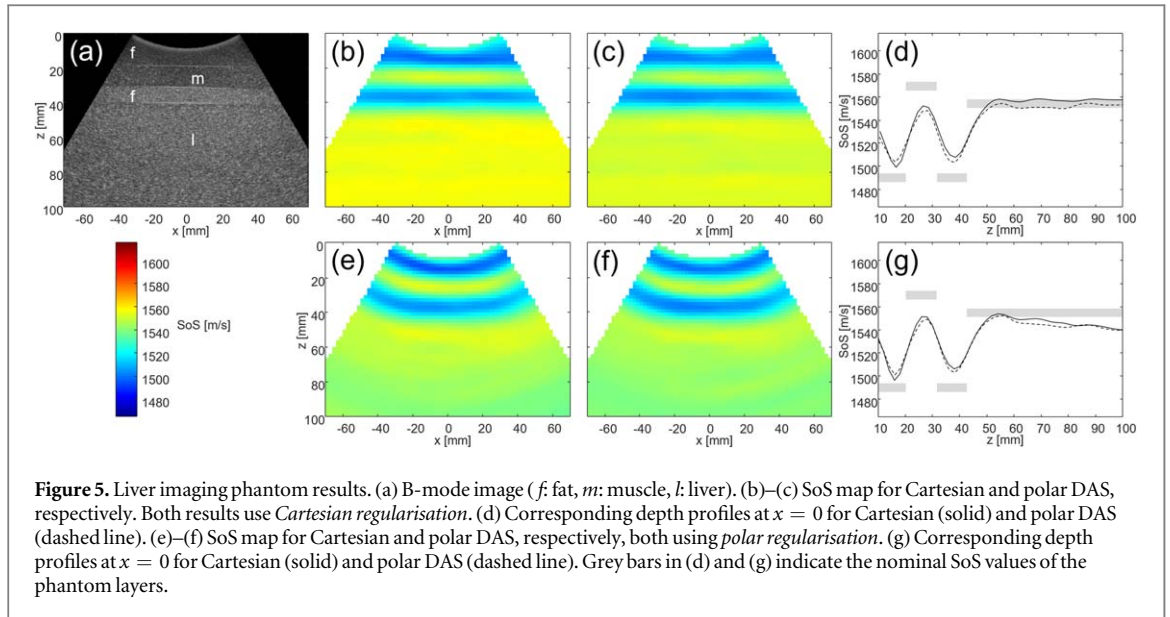 (a)
f
m
f
l
0
20
40
60
80
100
z [mm]
-60 -40 -20 0 20 40 60
x [mm]
(b)
-60 -40 -20 0 20 40 60
x [mm]
(c)
-60 -40 -20 0 20 40 60
x [mm]
(d)
1600
1580
1560
1540
1520
1500
1480
SoS [m/s]
10 20 30 40 50 60 70 80 90 100
z [mm]
1600
1580
1560
1540
1520
1500
1480
SoS [m/s]
(e)
0
20
40
60
80
100
z [mm]
-60 -40 -20 0 20 40 60
x [mm]
(f)
-60 -40 -20 0 20 40 60
x [mm]
(g)
1600
1580
1560
1540
1520
1500
1480
SoS [m/s]
10 20 30 40 50 60 70 80 90 100
z [mm]
Figure 5. Liver imaging phantom results. (a) B-mode image (f: fat, m: muscle, l: liver). (b)–(c) SoS map for Cartesian and polar DAS,
respectively. Both results use Cartesian regularisation. (d) Corresponding depth profiles at x = 0 for Cartesian (solid) and polar DAS
(dashed line). (e)–(f) SoS map for Cartesian and polar DAS, respectively, both using polar regularisation. (g) Corresponding depth
profiles at x = 0 for Cartesian (solid) and polar DAS (dashed line). Grey bars in (d) and (g) indicate the nominal SoS values of the
phantom layers.